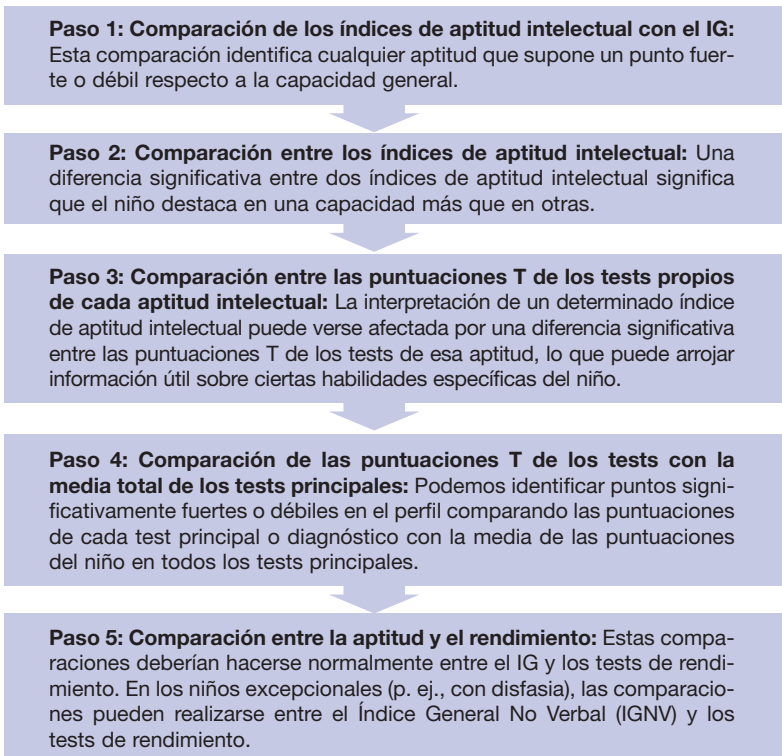 Paso 1: Comparación de los índices de aptitud intelectual con el IG:
Esta comparación identifica cualquier aptitud que supone un punto fuer-
te o débil respecto a la capacidad general.
Paso 2: Comparación entre los índices de aptitud intelectual: Una
diferencia significativa entre dos índices de aptitud intelectual significa
que el niño destaca en una capacidad más que en otras.
Paso 3: Comparación entre las puntuaciones T de los tests propios
de cada aptitud intelectual: La interpretación de un determinado índice
de aptitud intelectual puede verse afectada por una diferencia significativa
entre las puntuaciones T de los tests de esa aptitud, lo que puede arrojar
información útil sobre ciertas habilidades específicas del niño.
Paso 4: Comparación de las puntuaciones T de los tests con la
media total de los tests principales: Podemos identificar puntos signi-
ficativamente fuertes o débiles en el perfil comparando las puntuaciones
de cada test principal o diagnóstico con la media de las puntuaciones
del niño en todos los tests principales.
Paso 5: Comparación entre la aptitud y el rendimiento: Estas compa-
raciones deberían hacerse normalmente entre el IG y los tests de rendi-
miento. En los niños excepcionales (p. ej., con disfasia), las comparacio-
nes pueden realizarse entre el Índice General No Verbal (IGNV) y los
tests de rendimiento.